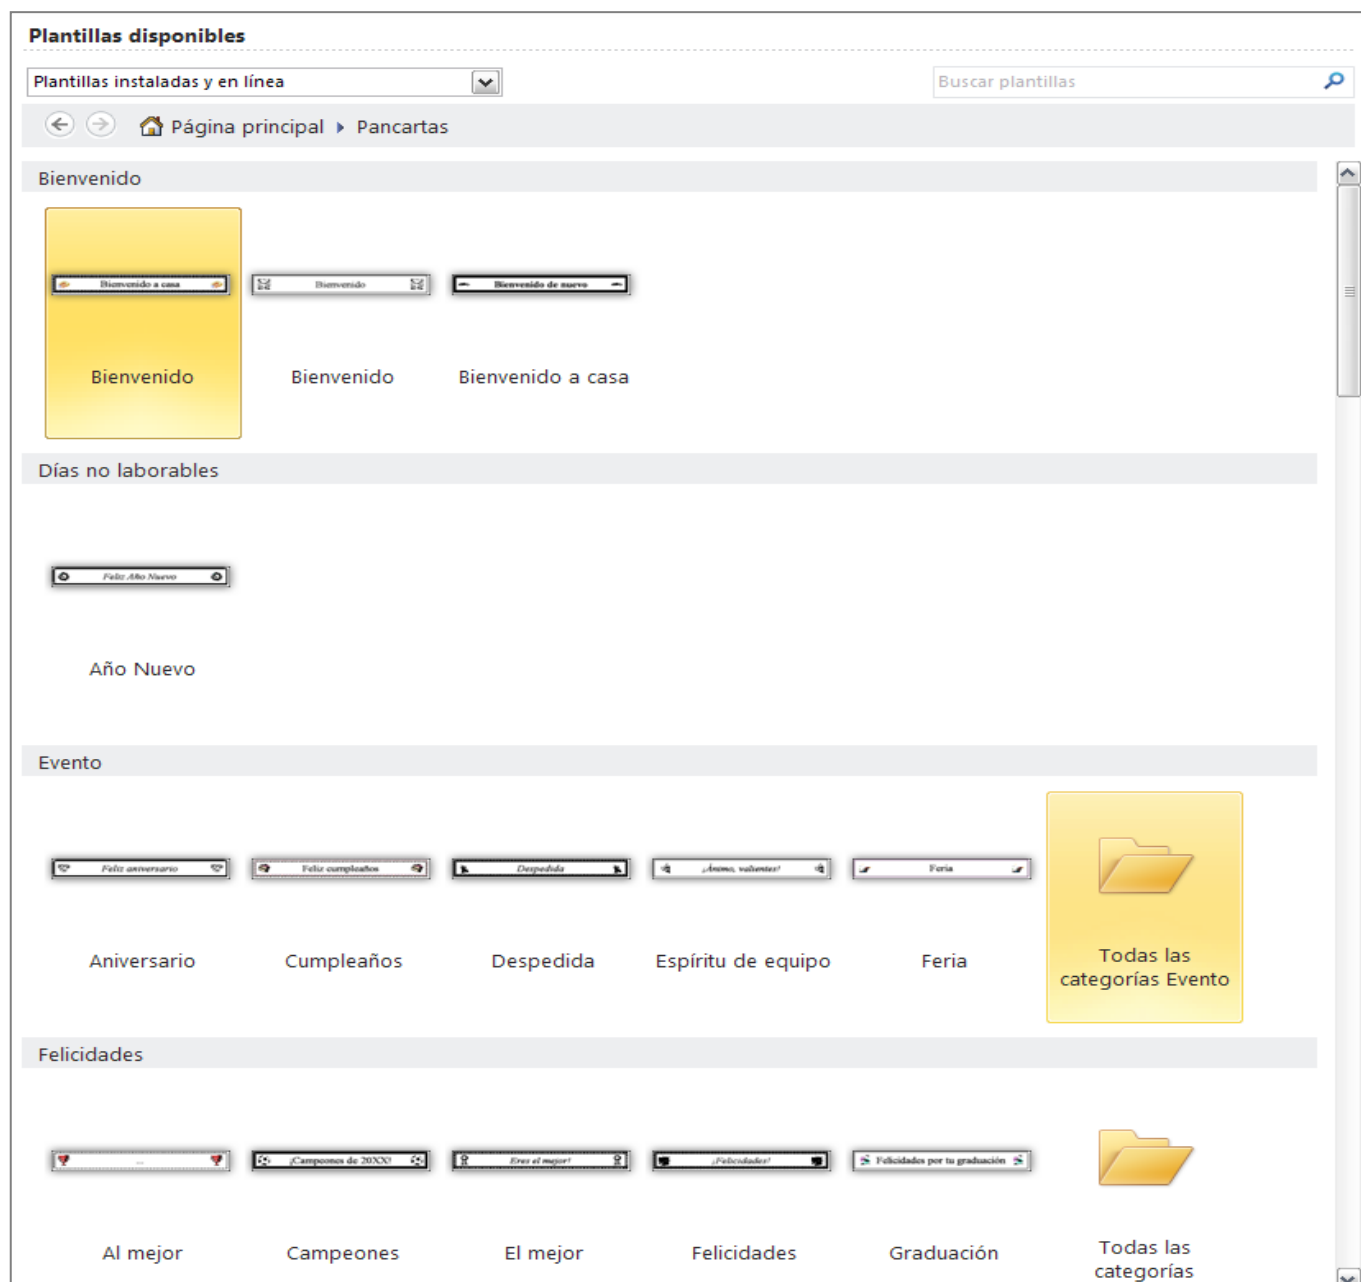 Plantillas disponibles
Plantillas instaladas y en línea
Buscar plantillas
Página principal Pancartas
Bienvenido
Bienvenido a casa
Bienvenido
Bienvenido de nuevo
Bienvenido
Bienvenido
Bienvenido a casa
Días no laborables
Feliz Año Nuevo
Año Nuevo
Evento
Feliz aniversario
Feliz cumpleaños
Despedida
¡Ánimo, valientes!
Feria
Aniversario
Cumpleaños
Despedida
Espíritu de equipo
Feria
Todas las
categorías Evento
Felicidades
...
¡Campeones de 20XX!
Eres el mejor!
¡Felicidades!
Felicidades por tu graduación
Al mejor
Campeones
El mejor
Felicidades
Graduación
Todas las
categorías